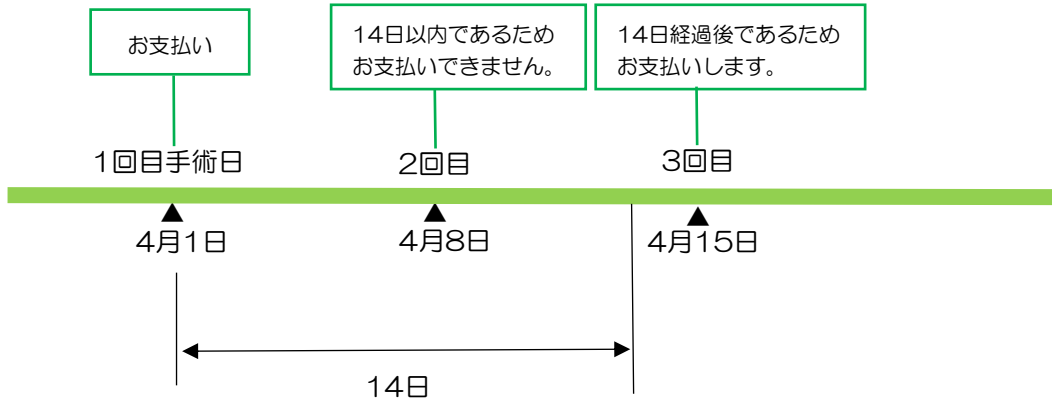 お支払い
14日以内であるため
お支払いできません。
14日経過後であるため
お支払いします。
1回目手術日
2回目
3回目
4月1日
4月8日
4月15日
14日